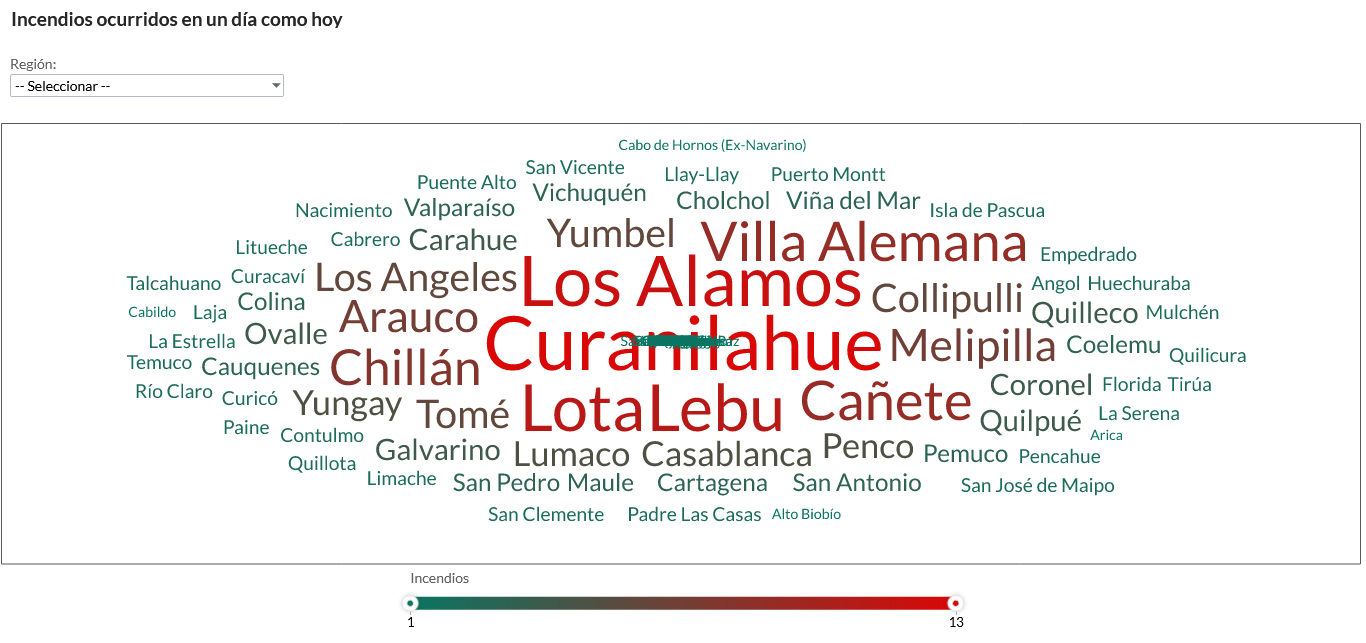 Incendios ocurridos en un día como hoy
Región:
-- Seleccionar --
Cabo de Hornos (Ex-Navarino)
San Vicente
Llay-Llay
Puerto Montt
Puente Alto
Vichuquén
Cholchol
Viña del Mar
Nacimiento
Valparaíso
Isla de Pascua
Litueche
Cabrero
Carahue
Yumbel
Villa Alemana
Empedrado
Talcahuano
Curacaví
Los Angeles
Los Alamos
Collipulli
Angol
Huechuraba
Cabildo
Laja
Colina
Arauco
Quilleco
Mulchén
La Estrella
Ovalle
Curanilahue
Melipilla
Coelemu
Quilicura
Temuco
Cauquenes
Chillán
Río Claro
Curicó
Yungay
Tomé
Lota
Lebu
Cañete
Coronel
Florida
Tirúa
Paine
Contulmo
Quilpué
La Serena
Arica
Quillota
Galvarino
Lumaco
Casablanca
Penco
Pemuco
Pencahue
Limache
San Pedro
Maule
Cartagena
San Antonio
San José de Maipo
San Clemente
Padre Las Casas
Alto Biobío
Incendios
1
13